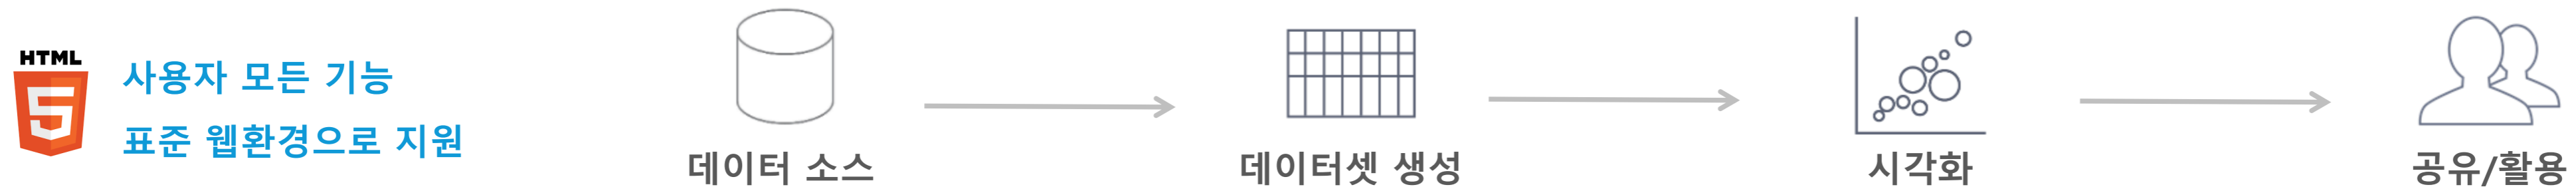 HTML
5
사용자 모든 기능
표준 웹환경으로 지원
데이터 소스
데이터셋 생성
시각화
공유/활용